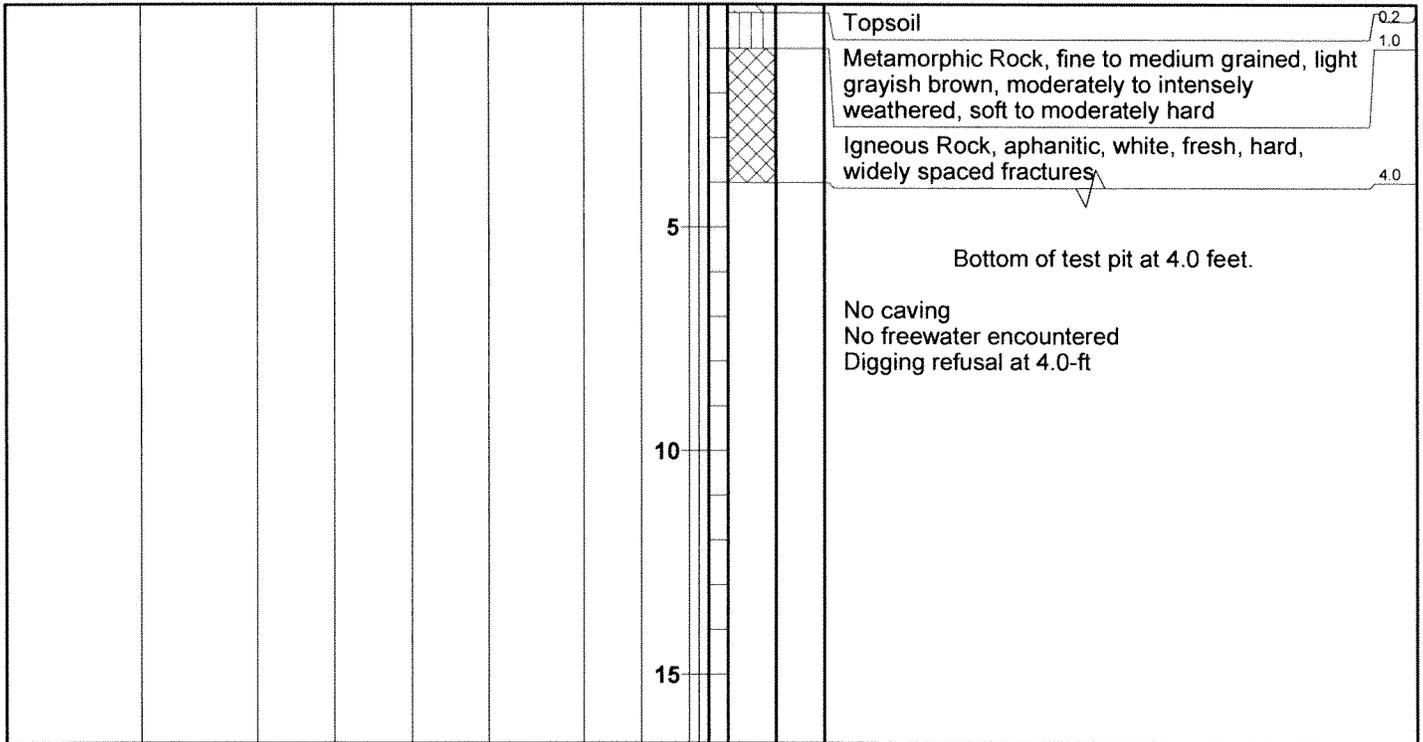 Topsoil
0.2
1.0
Metamorphic Rock, fine to medium grained, light
grayish brown, moderately to intensely
weathered, soft to moderately hard
Igneous Rock, aphanitic, white, fresh, hard,
widely spaced fractures
4.0
5
Bottom of test pit at 4.0 feet.
No caving
No freewater encountered
Digging refusal at 4.0-ft
10
15